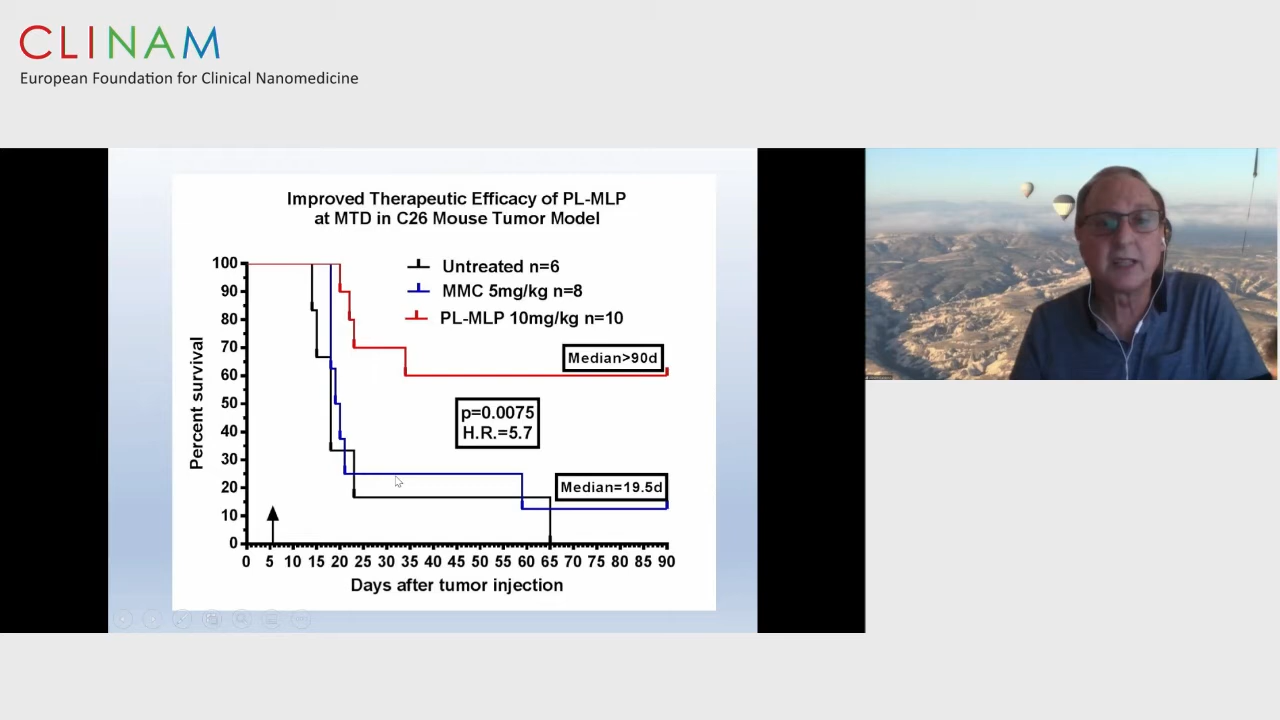 CLINAM
European Foundation for Clinical Nanomedicine
Improved Therapeutic Efficacy of PL-MLP
at MTD in C26 Mouse Tumor Model
Untreated n=6
MMC 5mg/kg n=8
PL-MLP 10mg/kg n=10
Percent survival
100
90
80
70
60
50
40
30
20
10
0
Median>90d
p=0.0075
H.R.=5.7
Median=19.5d
0 5 10 15 20 25 30 35 40 45 50 55 60 65 70 75 80 85 90
Days after tumor injection